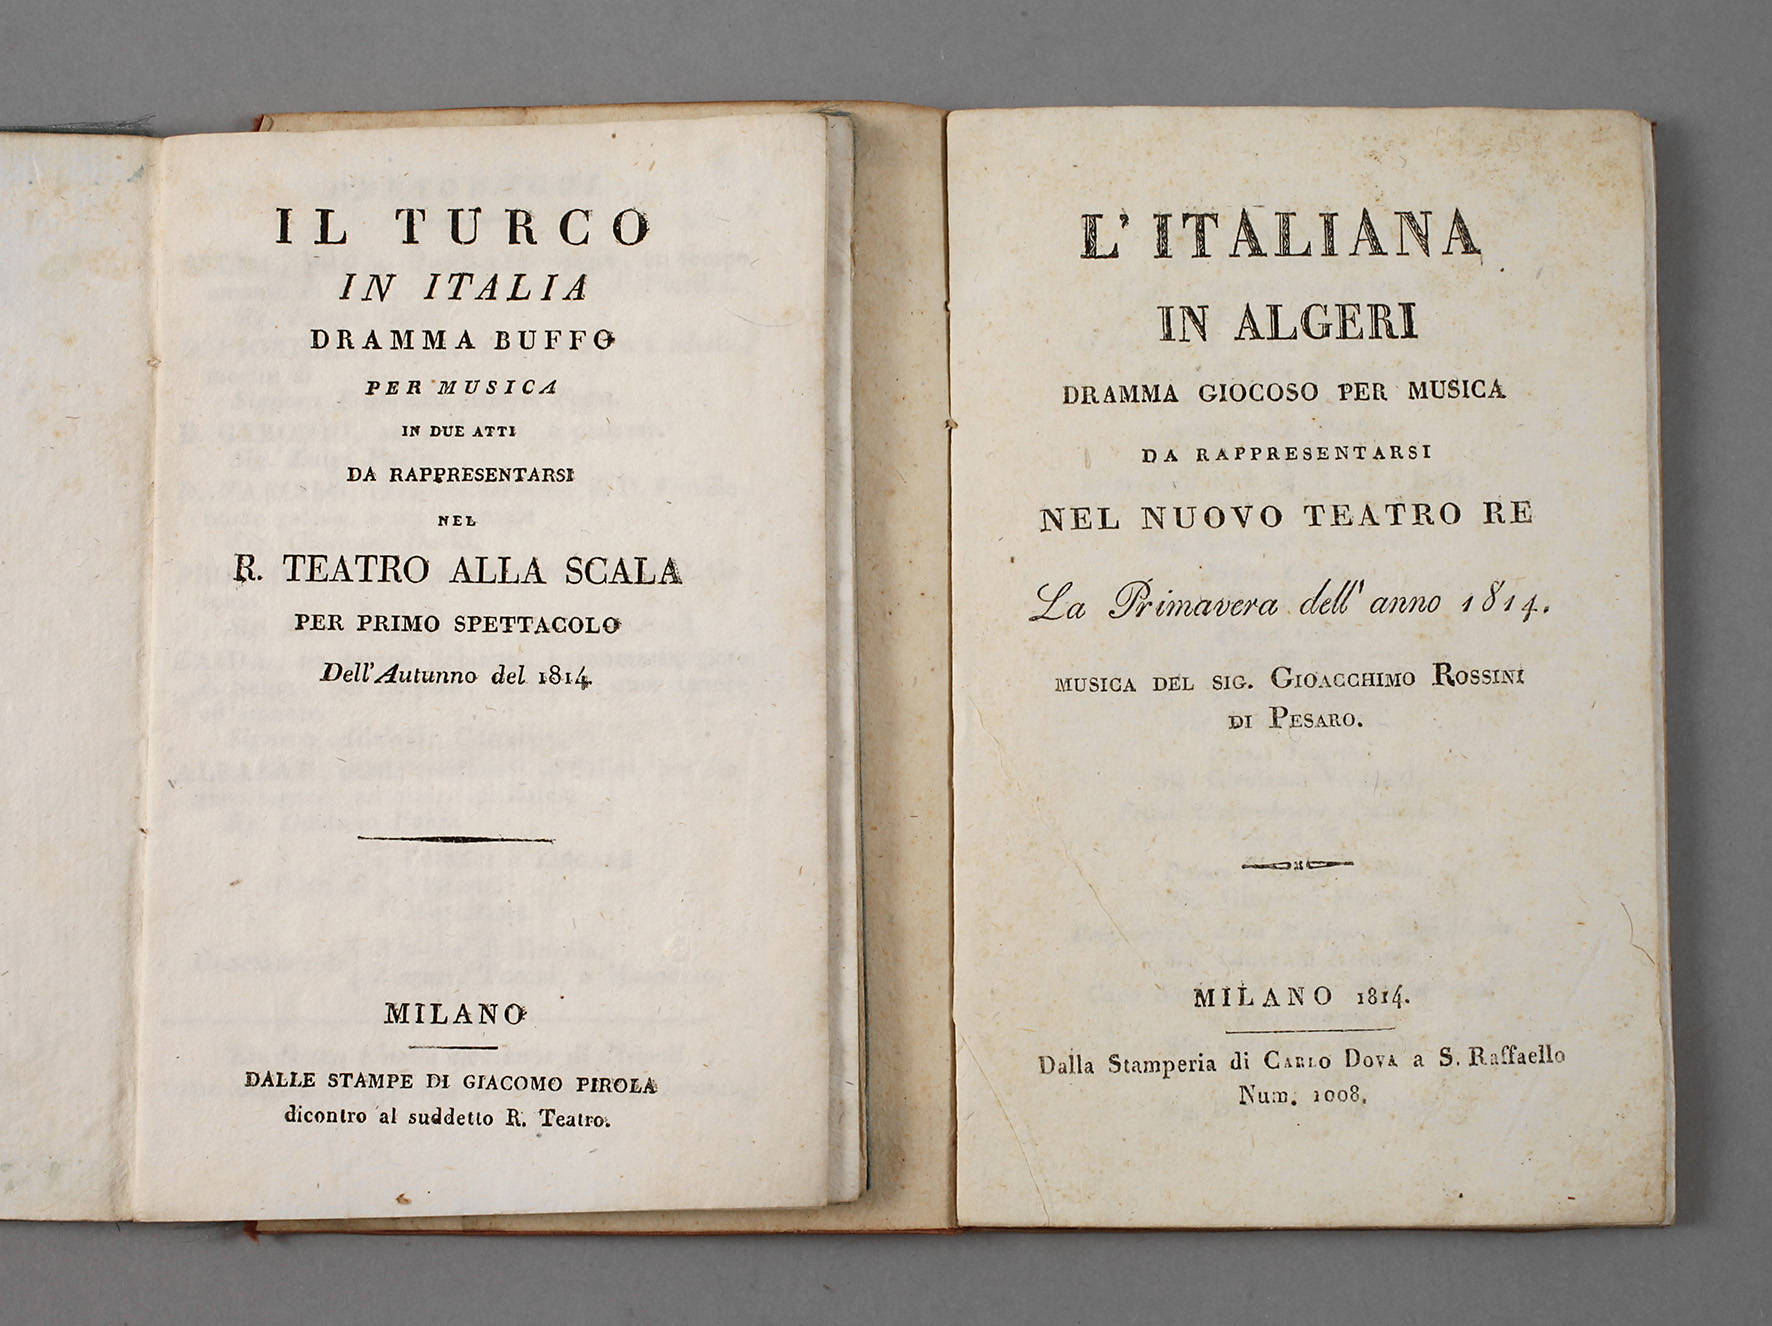 IL TURCO
IN ITALIA
DRAMMA BUFFO
PER MUSICA
IN DUE ATTI
DA RAPPRESENTARSI
NEL
R. TEATRO ALLA SCALA
PER PRIMO SPETTACOLO
Dell'Autunno del 1814.
MILANO
DALLE STAMPE DI GIACOMO PIROLA
dicontro al suddetto R. Teatro.
L'ITALIANA
IN ALGERI
DRAMMA GIOCOSO PER MUSICA
DA RAPPRESENTARSI
NEL NUOVO TEATRO RE
La Primavera dell' anno 1814.
MUSICA DEL SIG. GIOACCHIMO ROSSINI
DI PESARO.
MILANO 1814.
Dalla Stamperia di CARLO DOVA a S. Raffaello
Num. 1008.